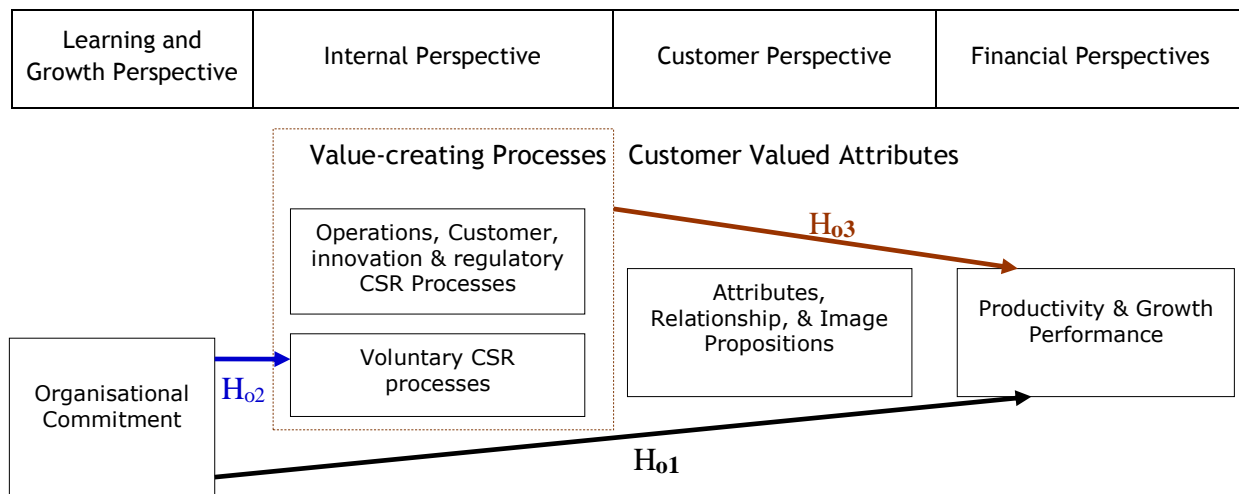 Learning and
Growth Perspective
Internal Perspective
Customer Perspective
Financial Perspectives
Value-creating Processes
Customer Valued Attributes
Operations, Customer,
innovation & regulatory
CSR Processes
Ho3
Attributes,
Relationship, & Image
Propositions
Productivity & Growth
Performance
Voluntary CSR
processes
Organisational
Commitment
Ho2
Ho1